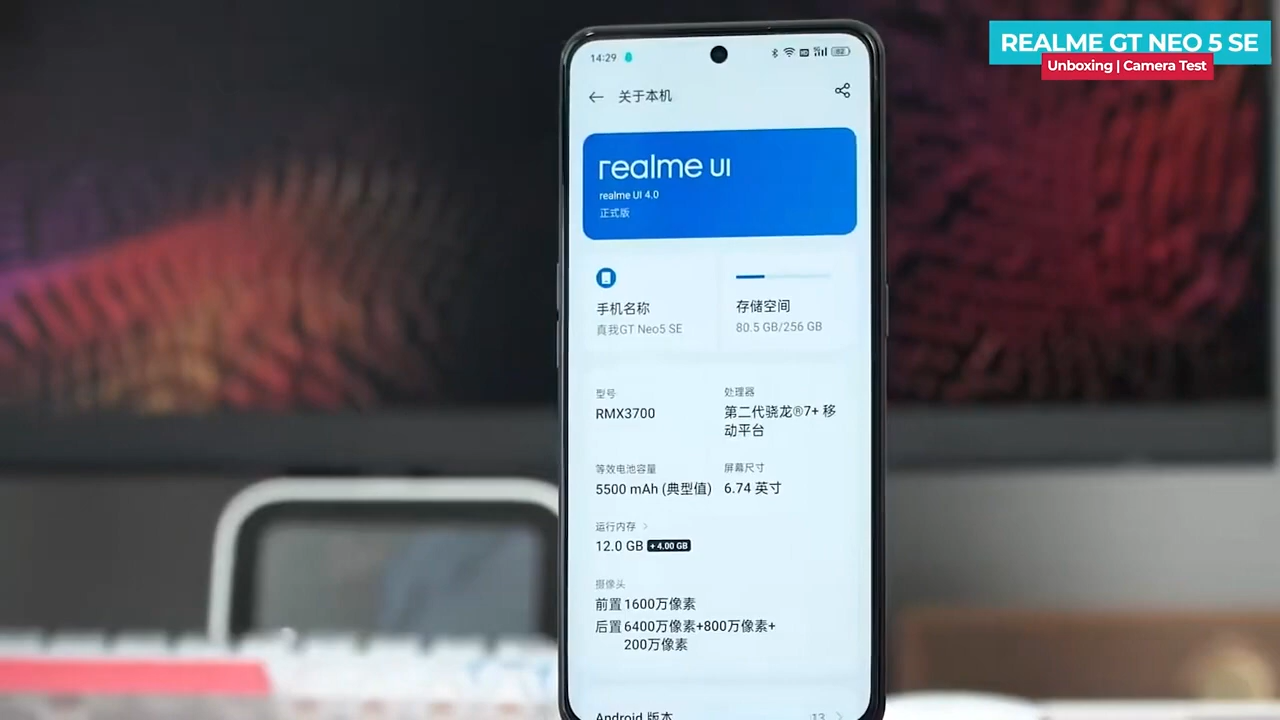 REALME GT NEO 5 SE
Unboxing | Camera Test
14:29
关于本机
realme UI
realme UI 4.0
正式版
手机名称
真我GT Neo5 SE
存储空间
80.5 GB/256 GB
型号
RMX3700
处理器
第二代骁龙®7+ 移
动平台
等效电池容量
5500 mAh (典型值)
屏幕尺寸
6.74 英寸
运行内存
12.0 GB +4.00 GB
摄像头
前置 1600万像素
后置 6400万像素+800万像素+
200万像素
Android 版本
13